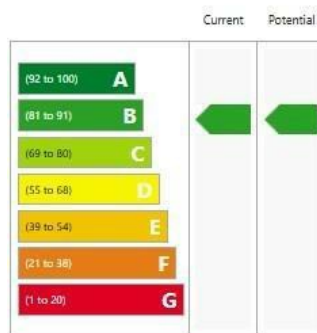 Current Potential
(92 to 100) A
(81 to 91) B
(69 to 80) C
(55 to 68) D
(39 to 54) E
(21 to 38) F
(1 to 20) G